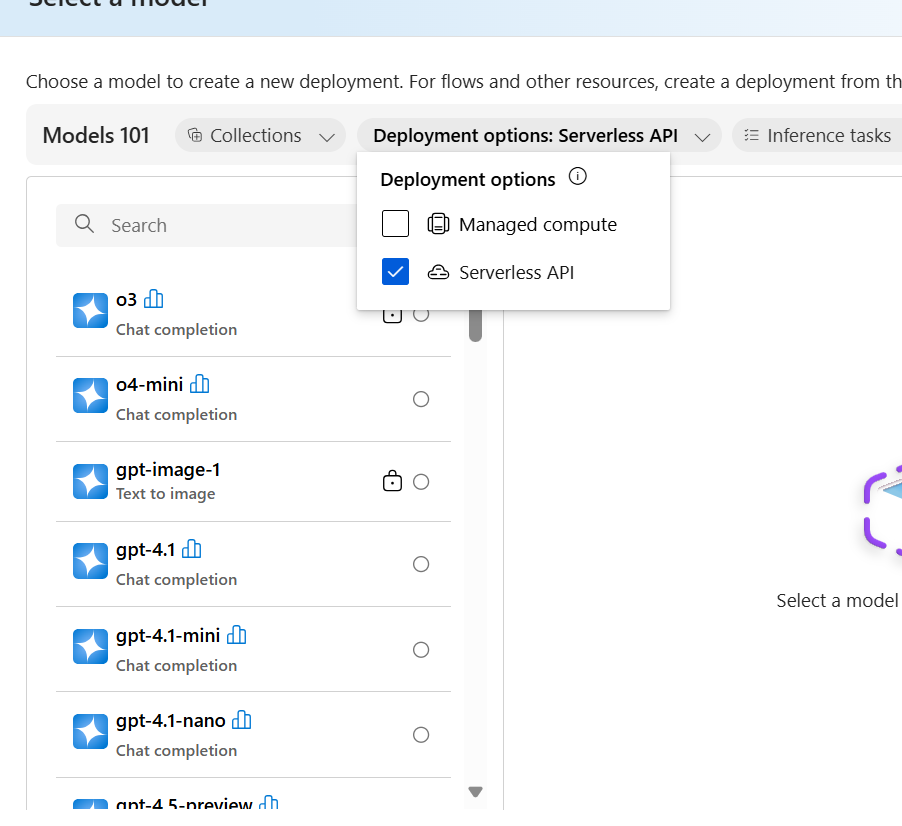 Select a model
Choose a model to create a new deployment. For flows and other resources, create a deployment from th
Models 101
Collections
Deployment options: Serverless API
Inference tasks
Deployment options
Managed compute
Serverless API
Search
o3
Chat completion
o4-mini
Chat completion
gpt-image-1
Text to image
gpt-4.1
Chat completion
gpt-4.1-mini
Chat completion
gpt-4.1-nano
Chat completion
gpt-4.5-preview
Select a model